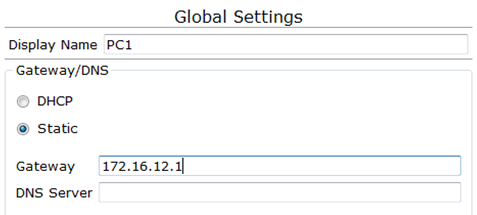 Global Settings
Display Name PC1
Gateway/DNS
DHCP
Static
Gateway 172.16.12.1
DNS Server